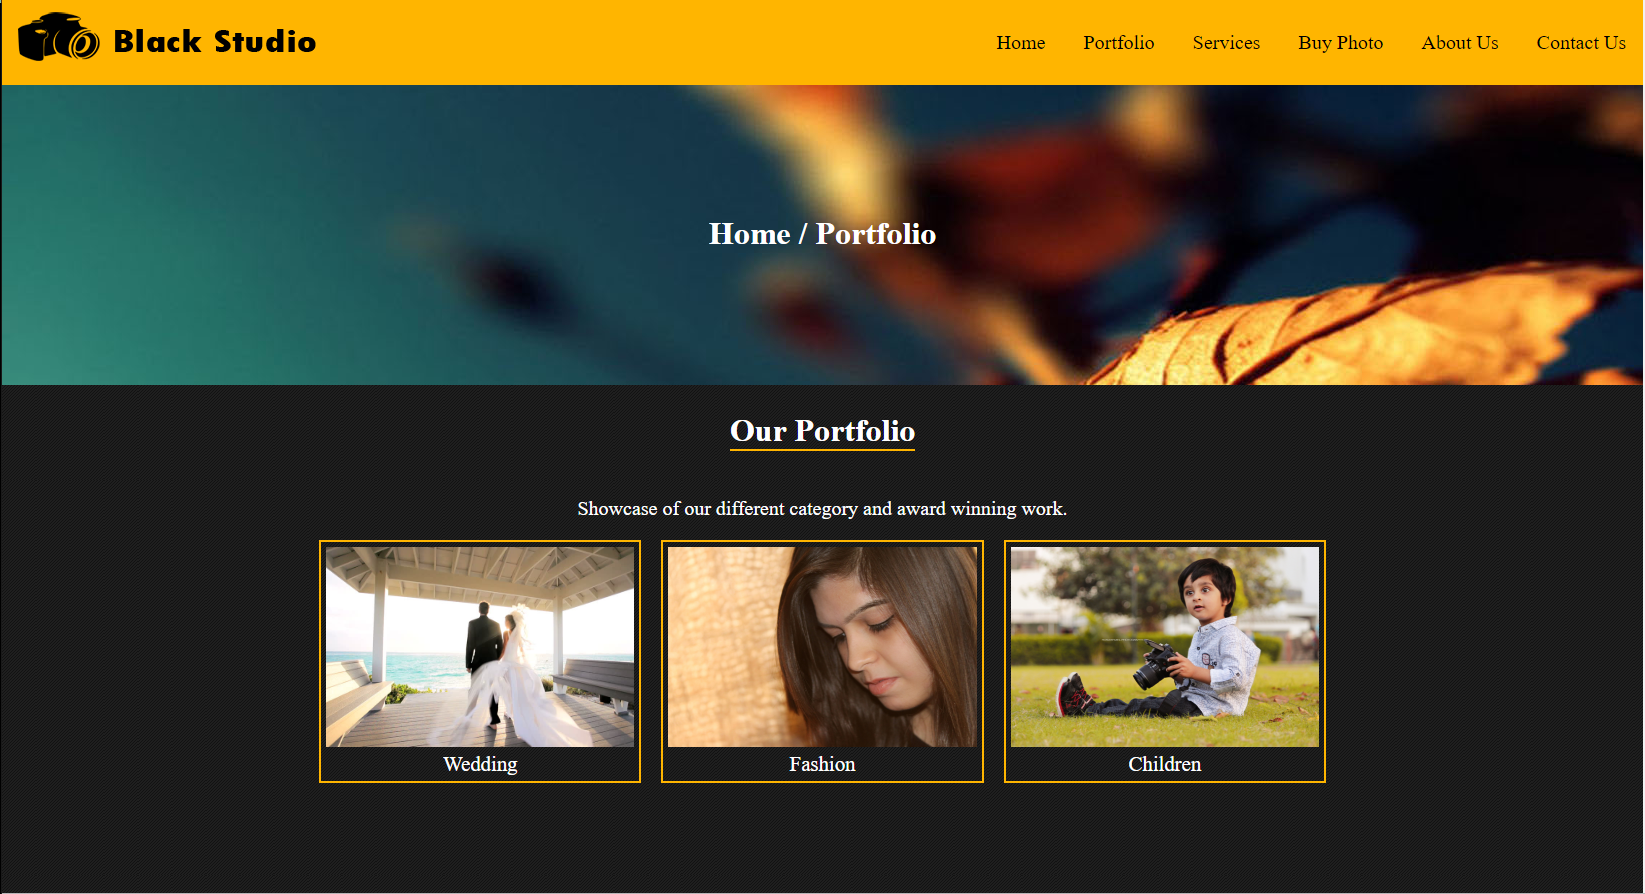 Black Studio
Home Portfolio Services Buy Photo About Us Contact Us
Home / Portfolio
Our Portfolio
Showcase of our different category and award winning work.
Wedding
Fashion
Children